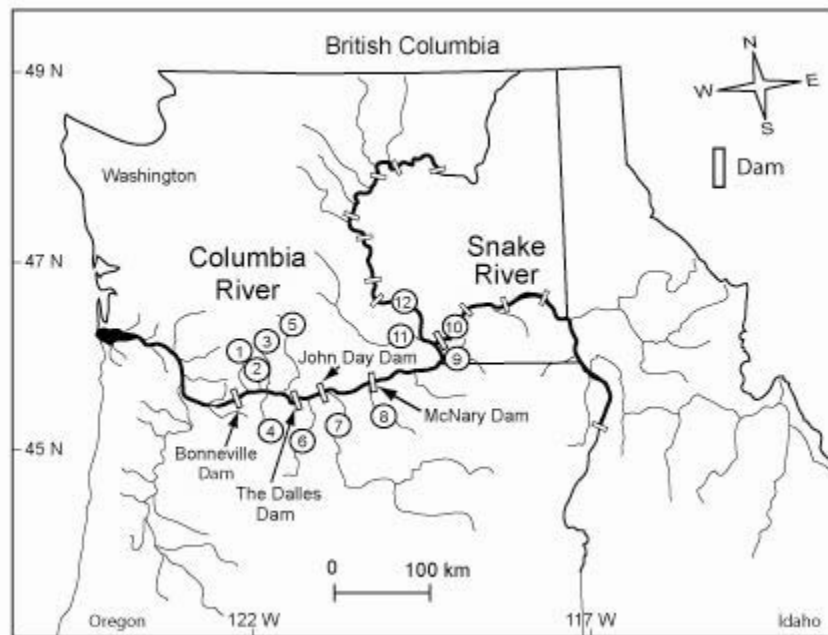 British Columbia
49 N
N
W
E
S
Washington
Dam
47 N
Columbia
River
Snake
River
12
5
10
11
3
1
John Day Dam
2
9
McNary Dam
8
7
4
6
45 N
Bonneville
Dam
The Dalles
Dam
0
100 km
Oregon
122 W
117 W
Idaho